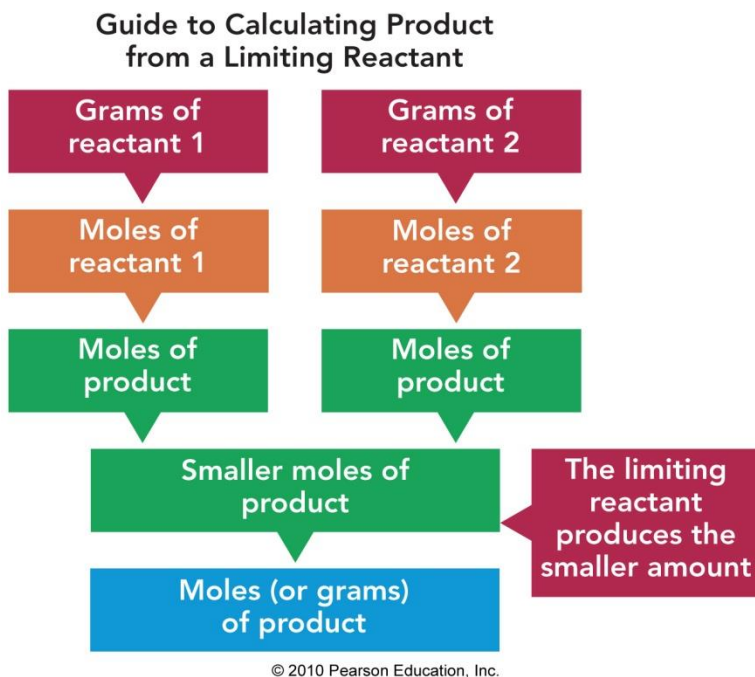 Guide to Calculating Product
from a Limiting Reactant
Grams of
reactant 1
Grams of
reactant 2
Moles of
reactant 1
Moles of
reactant 2
Moles of
product
Moles of
product
Smaller moles of
product
The limiting
reactant
produces the
smaller amount
Moles (or grams)
of product
© 2010 Pearson Education, Inc.